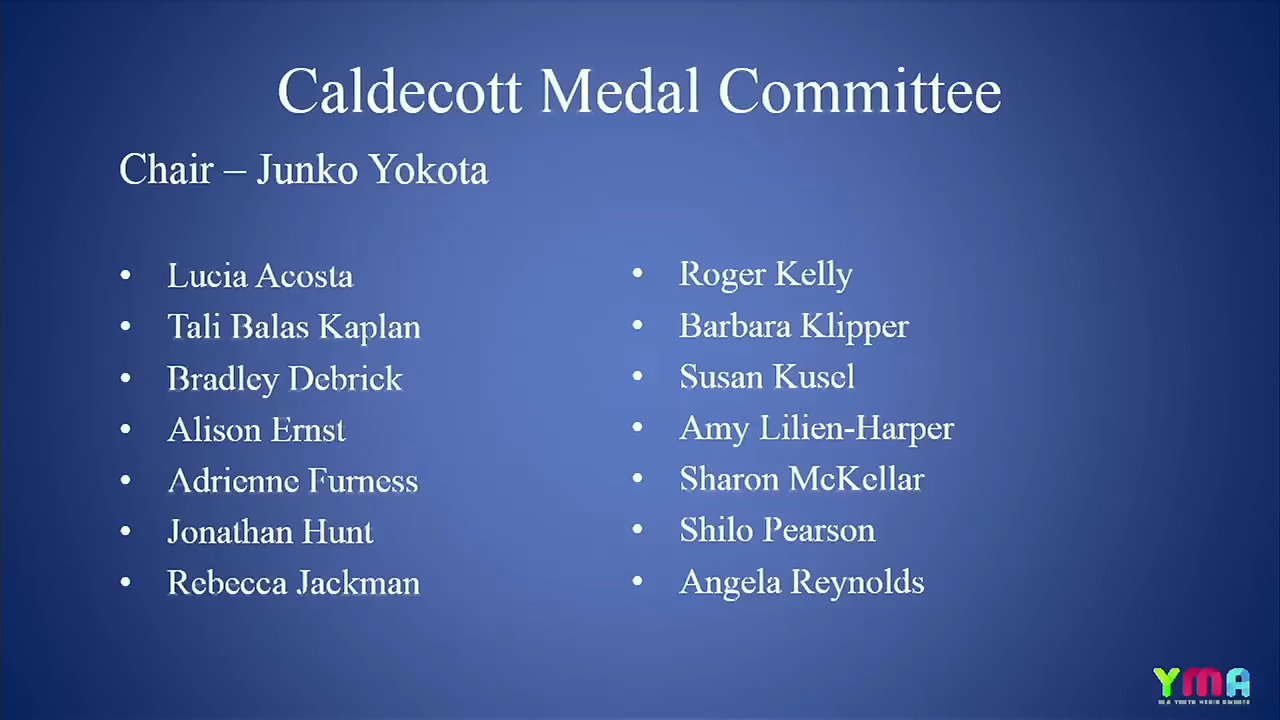 Caldecott Medal Committee
Chair – Junko Yokota
• Lucia Acosta
• Tali Balas Kaplan
• Bradley Debrick
• Alison Ernst
• Adrienne Furness
• Jonathan Hunt
• Rebecca Jackman
• Roger Kelly
• Barbara Klipper
• Susan Kusel
• Amy Lilien-Harper
• Sharon McKellar
• Shilo Pearson
• Angela Reynolds
YMA